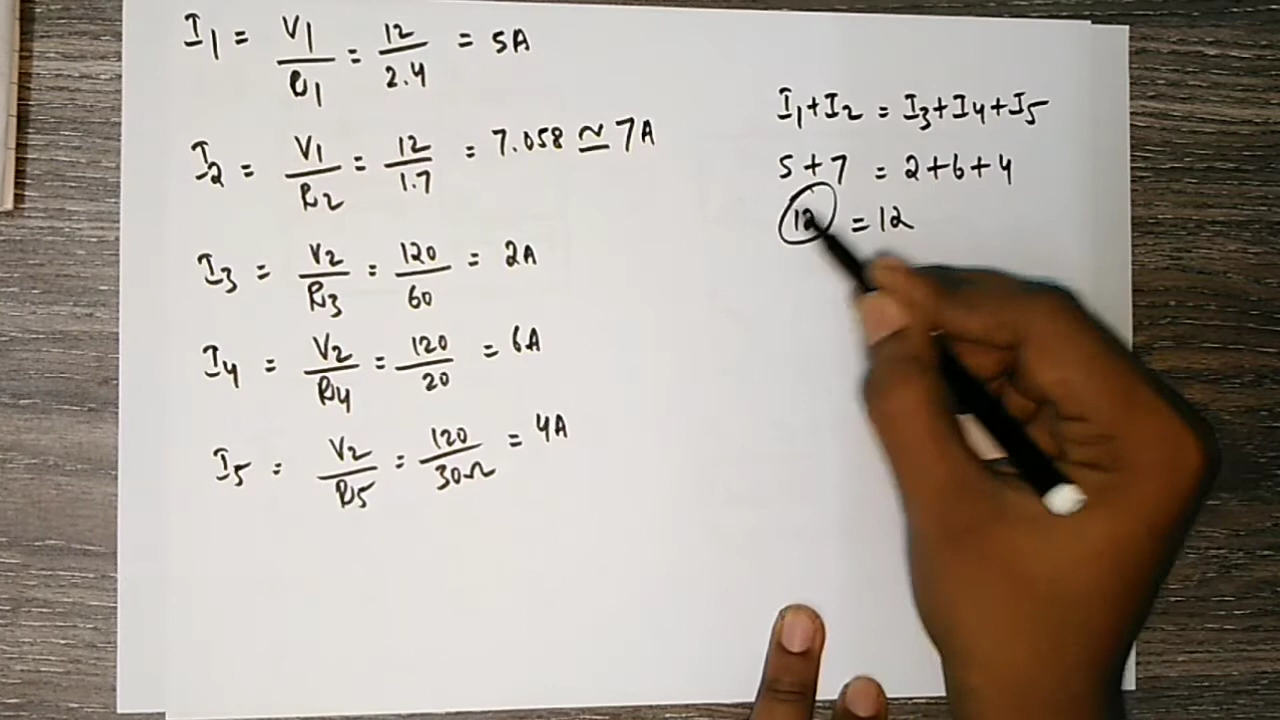 I1 = V1/R1 = 12/2.4 = 5A
I2 = V1/R2 = 12/1.7 = 7.058 ≃ 7A
I3 = V2/R3 = 120/60 = 2A
I4 = V2/R4 = 120/20 = 6A
I5 = V2/R5 = 120/30Ω = 4A
I1+I2 = I3+I4+I5
5+7 = 2+6+4
12 = 12